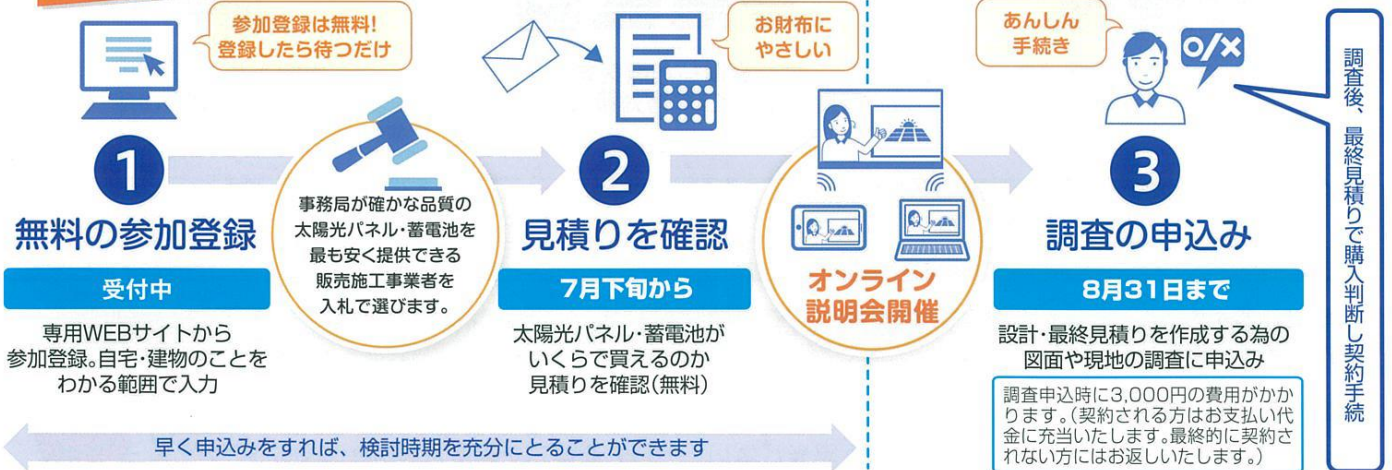 参加登録は無料!
登録したら待つだけ
1
無料の参加登録
受付中
専用WEBサイトから
参加登録。自宅・建物のことを
わかる範囲で入力
事務局が確かな品質の
太陽光パネル・蓄電池を
最も安く提供できる
販売施工事業者を
入札で選びます。
お財布に
やさしい
2
見積りを確認
7月下旬から
太陽光パネル・蓄電池が
いくらで買えるのか
見積りを確認(無料)
オンライン
説明会開催
あんしん
手続き
o/×
3
調査の申込み
8月31日まで
設計・最終見積りを作成する為の
図面や現地の調査に申込み
調査申込時に3,000円の費用がかか
ります。(契約される方はお支払い代
金に充当いたします。最終的に契約さ
れない方にはお返しいたします。)
調査後、最終見積りで購入判断し契約手続
早く申込みをすれば、検討時期を充分にとることができます